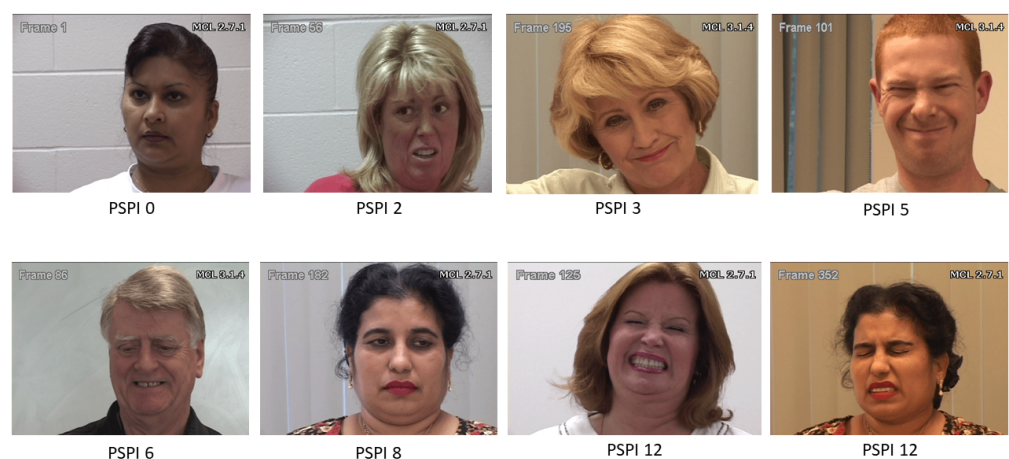 Frame 1 MCL 2.7.1
Frame 56 MCL 2.7.1
Frame 195 MCL 3.1.4
Frame 101 MCL 3.1.4
PSPI 0
PSPI 2
PSPI 3
PSPI 5
Frame 86 MCL 3.1.4
Frame 182 MCL 2.7.1
Frame 125 MCL 2.7.1
Frame 352 MCL 2.7.1
PSPI 6
PSPI 8
PSPI 12
PSPI 12